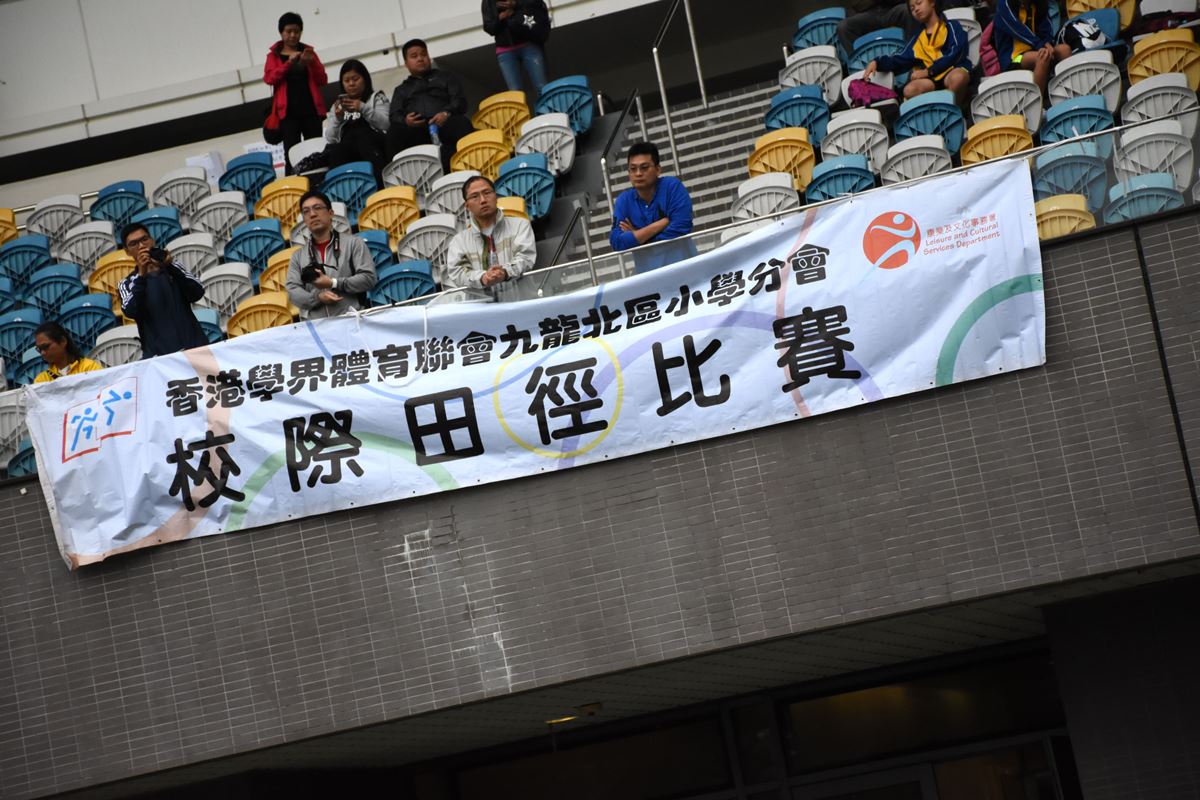 香港學界體育聯會九龍北區小學分會
校際田徑比賽
康樂及文化事務署
Leisure and Cultural
Services Department